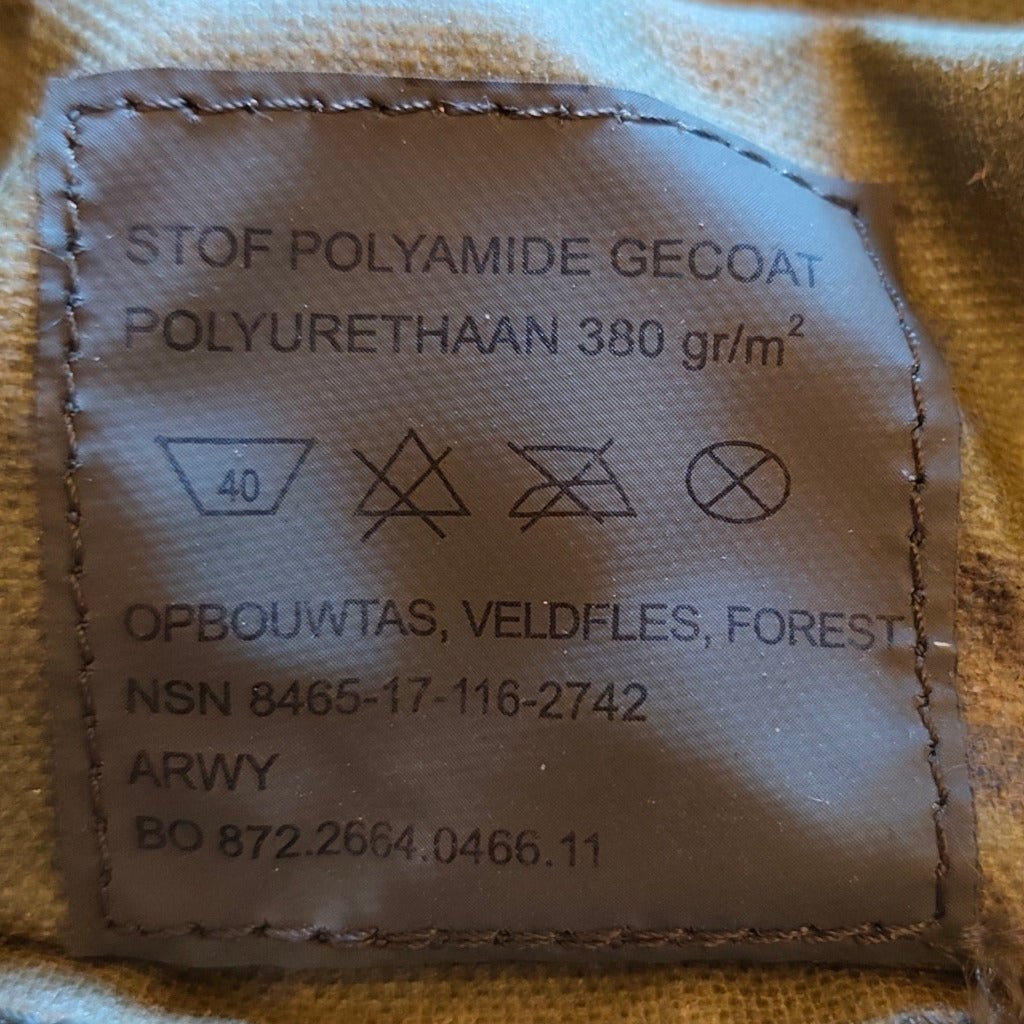 STOF POLYAMIDE GECOAT
POLYURETHAAN 380 gr/m²
40
OPBOUWTAS, VELDFLES, FOREST
NSN 8465-17-116-2742
ARWY
BO 872.2664.0466.11